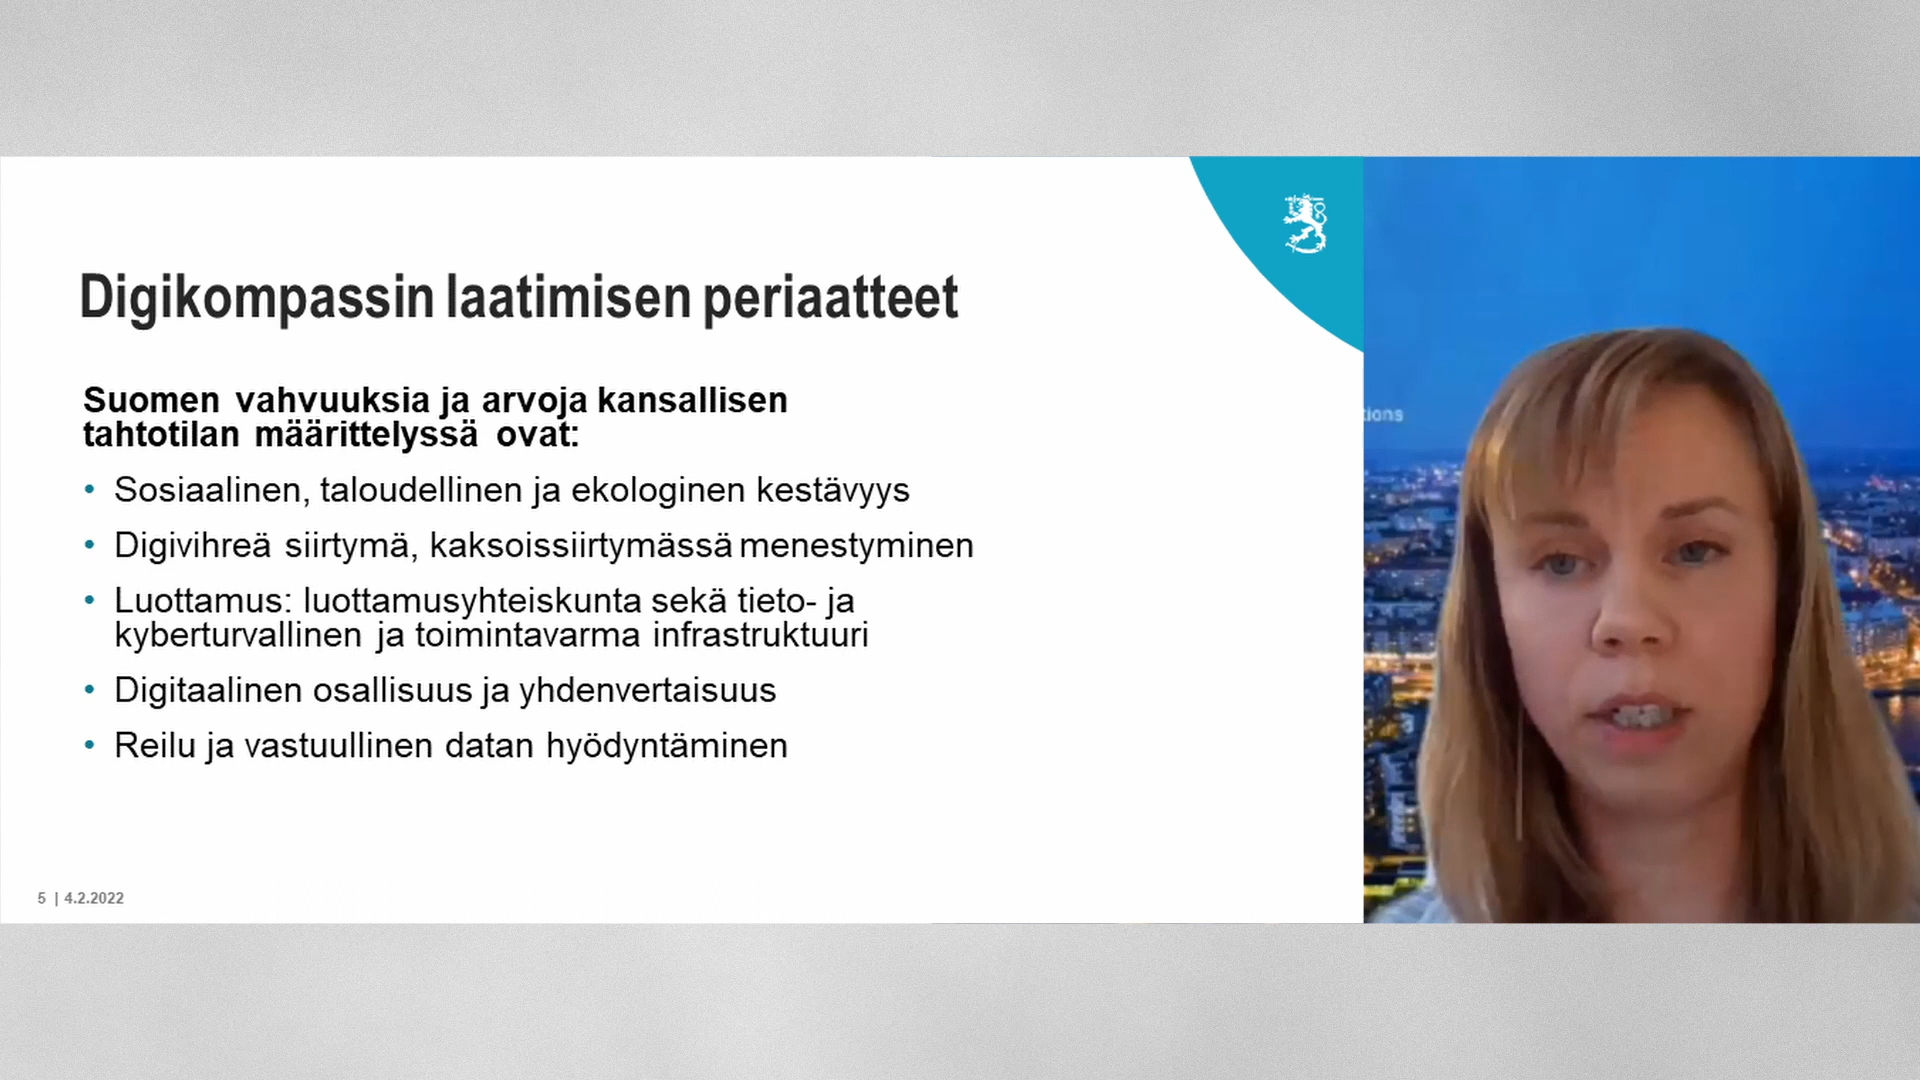 Digikompassin laatimisen periaatteet
Suomen vahvuuksia ja arvoja kansallisen
tahtotilan määrittelyssä ovat:
• Sosiaalinen, taloudellinen ja ekologinen kestävyys
• Digivihreä siirtymä, kaksoissiirtymässä menestyminen
• Luottamus: luottamusyhteiskunta sekä tieto- ja
kyberturvallinen ja toimintavarma infrastruktuuri
• Digitaalinen osallisuus ja yhdenvertaisuus
• Reilu ja vastuullinen datan hyödyntäminen
5 | 4.2.2022